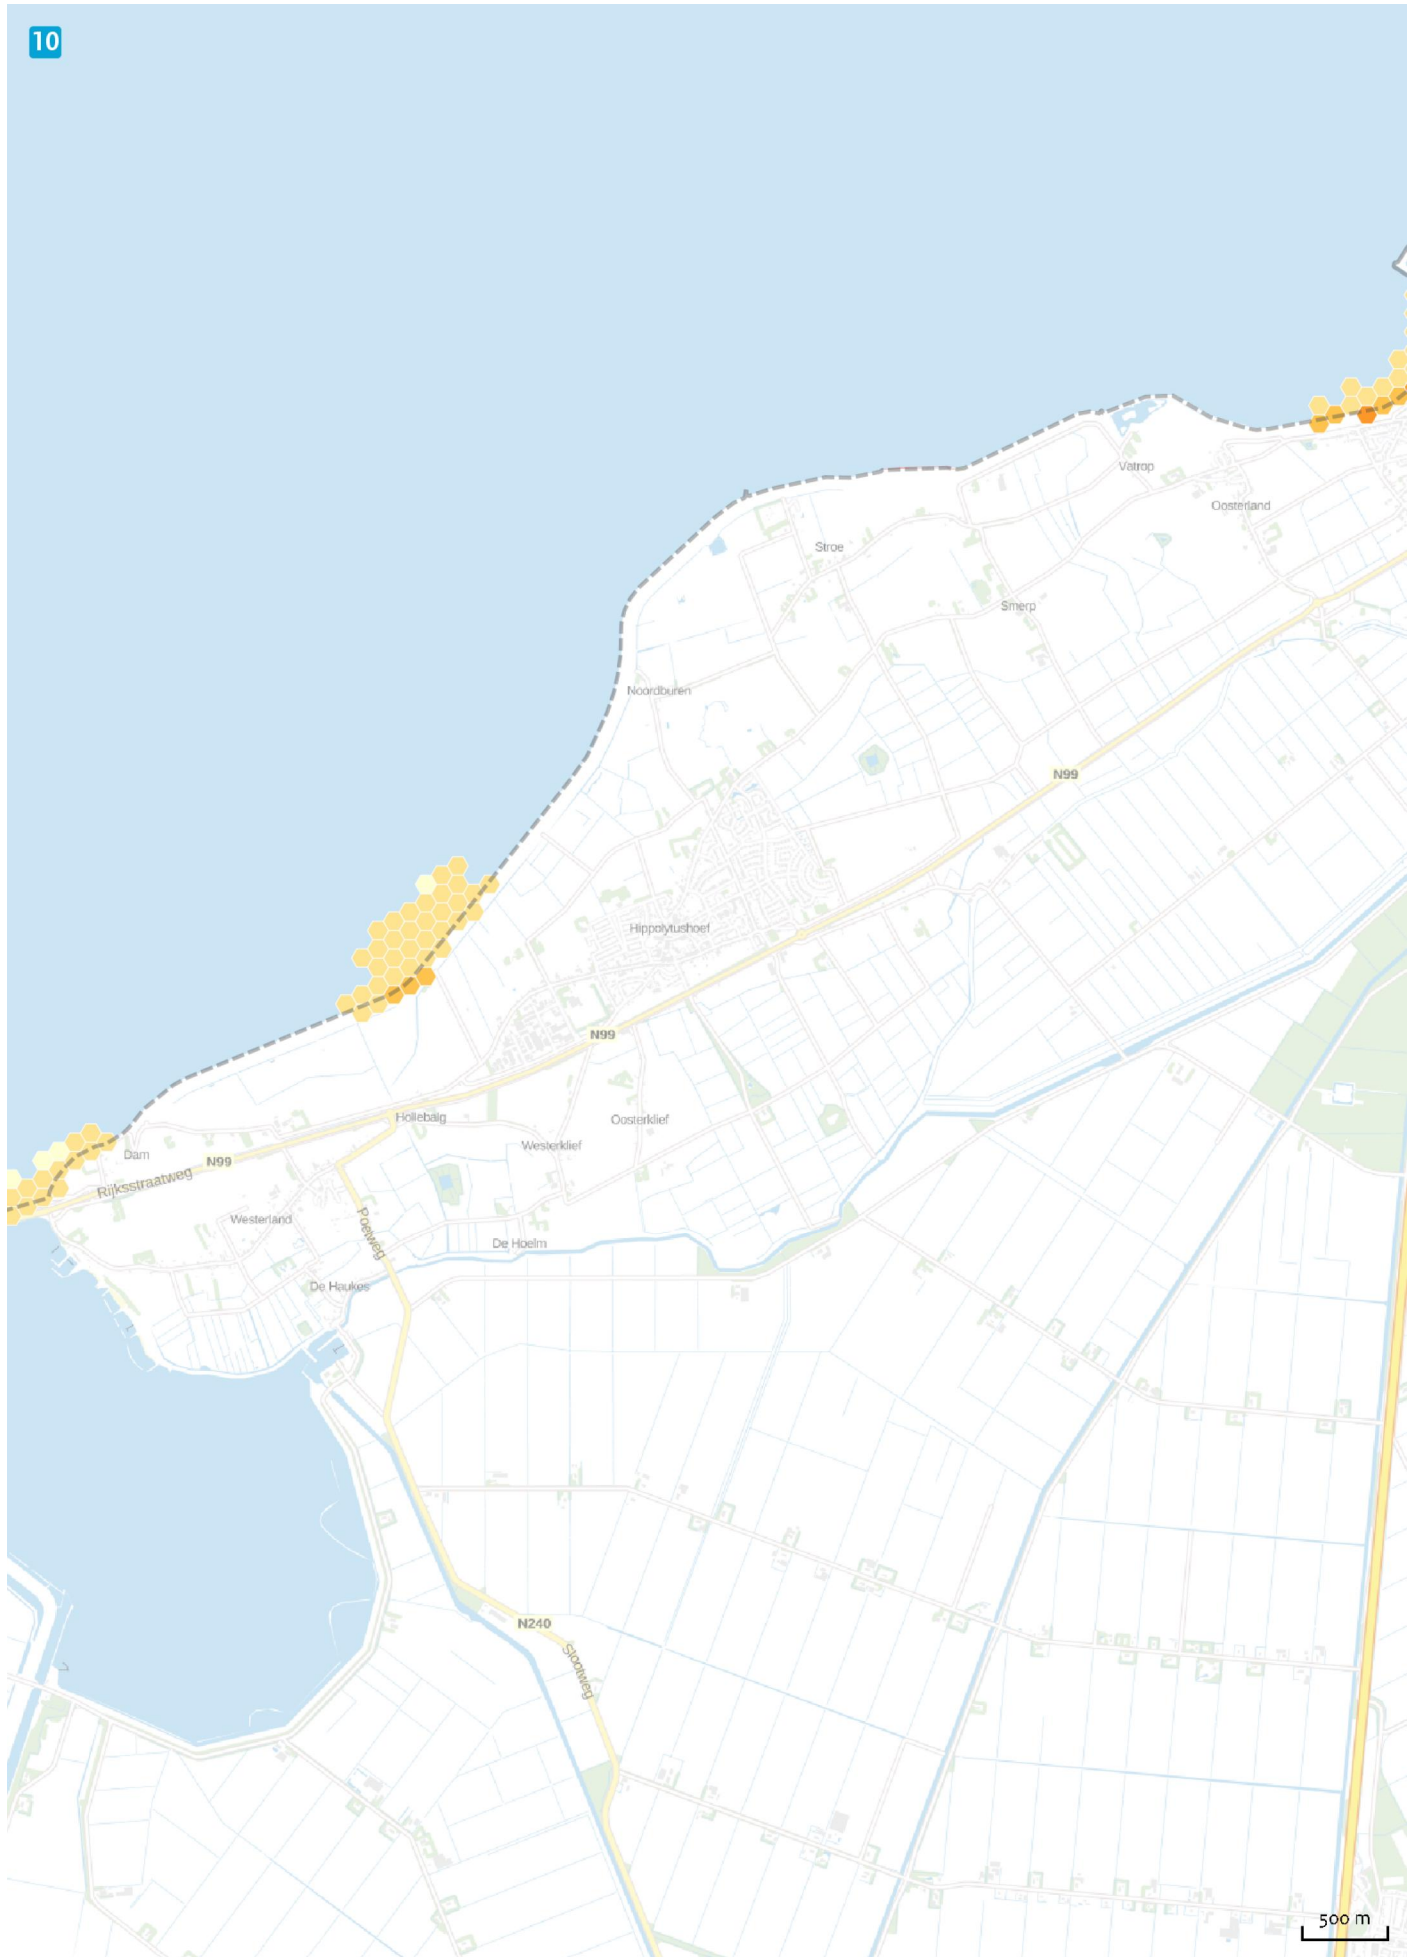 10
Vatrop
Oosterland
Stroe
Smerp
Noordburen
N99
Hippolytushoef
N99
Hollebalg
Oosterklief
Westerklief
Dam
N99
Rijksstraatweg
Westerland
Poelweg
De Hoelm
De Haukes
N240
Slootweg
500 m